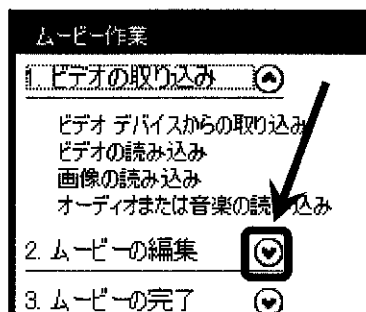 ムービー作業
1. ビデオの取り込み
ビデオ デバイスからの取り込み
ビデオの読み込み
画像の読み込み
オーディオまたは音楽の読み込み
2. ムービーの編集
3. ムービーの完了